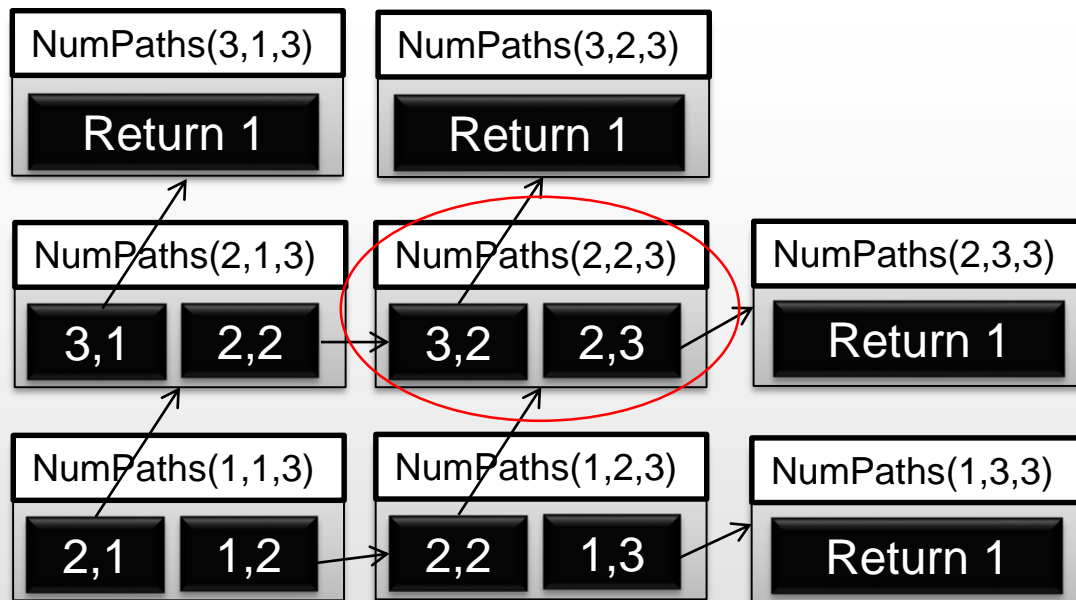 NumPaths(3,1,3)
NumPaths(3,2,3)
Return 1
Return 1
NumPaths(2,1,3)
NumPaths(2,2,3)
NumPaths(2,3,3)
3,1
2,2
3,2
2,3
Return 1
NumPaths(1,1,3)
NumPaths(1,2,3)
NumPaths(1,3,3)
2,1
1,2
2,2
1,3
Return 1